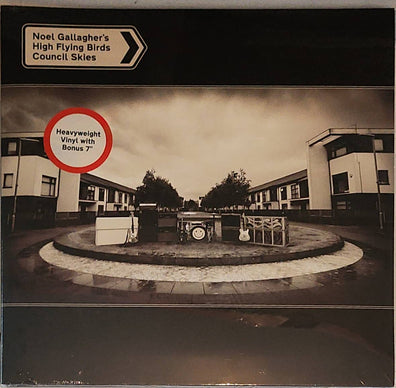 Noel Gallagher's
High Flying Birds
Council Skies
Heavyweight
Vinyl with
Bonus 7"